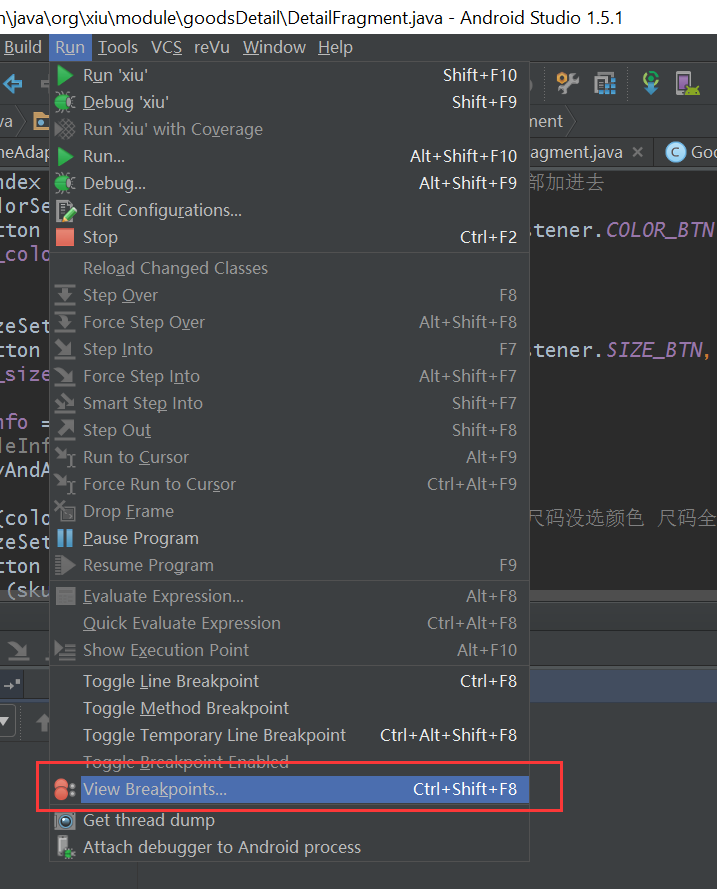 n\java\org\xiu\module\goodsDetail\DetailFragment.java - Android Studio 1.5.1
Build Run Tools VCS reVu Window Help
Run 'xiu' Shift+F10
Debug 'xiu' Shift+F9
va Run 'xiu' with Coverage ment
neAdap Run... Alt+Shift+F10 agment.java Goo
ndex Debug... Alt+Shift+F9 部加进去
lorSe Edit Configurations...
tton Stop Ctrl+F2 stener.COLOR_BTN
_colo Reload Changed Classes
Step Over F8
zeSet Force Step Over Alt+Shift+F8
tton Step Into F7 stener.SIZE_BTN,
_size Force Step Into Alt+Shift+F7
Smart Step Into Shift+F7
nfo = Step Out Shift+F8
leInf Run to Cursor Alt+F9
yAndA Force Run to Cursor Ctrl+Alt+F9
(colo Drop Frame 尺码没选颜色 尺码全
zeSet Pause Program
tton Resume Program F9
(sku Evaluate Expression... Alt+F8
Quick Evaluate Expression Ctrl+Alt+F8
Show Execution Point Alt+F10
Toggle Line Breakpoint Ctrl+F8
Toggle Method Breakpoint
Toggle Temporary Line Breakpoint Ctrl+Alt+Shift+F8
Toggle Breakpoint Enabled
View Breakpoints... Ctrl+Shift+F8
Get thread dump
Attach debugger to Android process